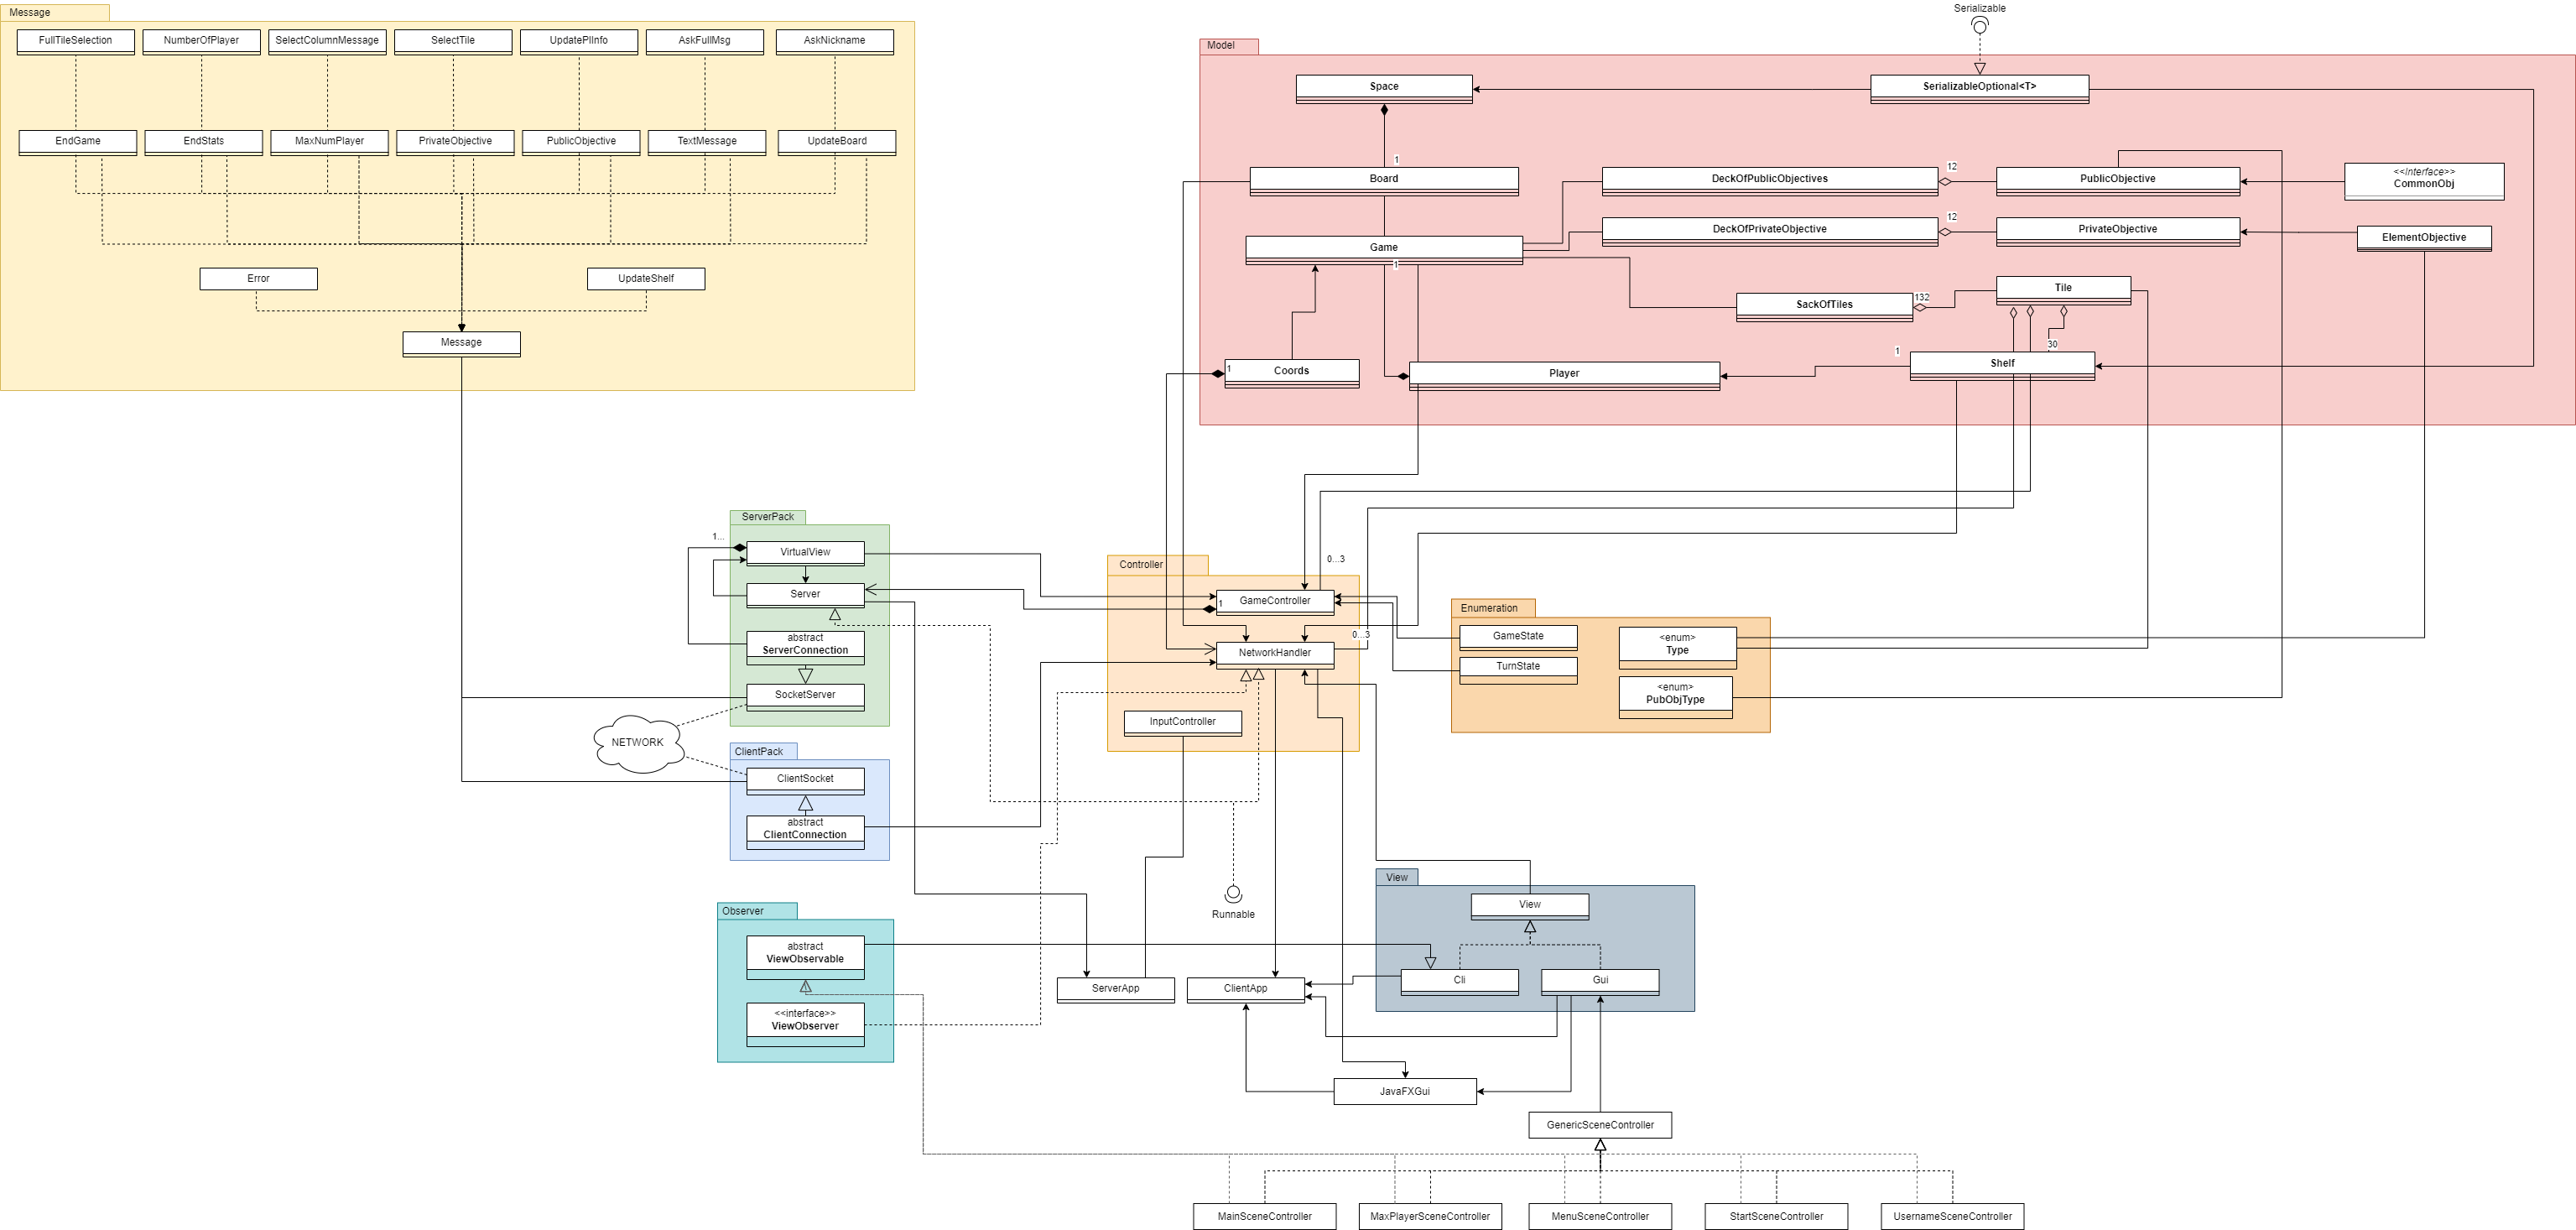 Message
FullTileSelection
NumberOfPlayer
SelectColumnMessage
SelectTile
UpdatePlInfo
AskFullMsg
AskNickname
EndGame
EndStats
MaxNumPlayer
PrivateObjective
PublicObjective
TextMessage
UpdateBoard
Error
UpdateShelf
Message
Serializable
Model
Space
SerializableOptional<T>
1
Board
DeckOfPublicObjectives
12
PublicObjective
<<Interface>>
CommonObj
Game
1
DeckOfPrivateObjective
12
PrivateObjective
ElementObjective
SackOfTiles
132
Tile
30
1
Coords
Player
1
Shelf
ServerPack
1...
VirtualView
Server
abstract
ServerConnection
SocketServer
NETWORK
ClientPack
ClientSocket
abstract
ClientConnection
Controller
0...3
1
GameController
0...3
NetworkHandler
InputController
Enumeration
GameState
TurnState
<enum>
Type
<enum>
PubObjType
Runnable
Observer
abstract
ViewObservable
<<interface>>
ViewObserver
View
View
Cli
Gui
ServerApp
ClientApp
JavaFXGui
GenericSceneController
MainSceneController
MaxPlayerSceneController
MenuSceneController
StartSceneController
UsernameSceneController